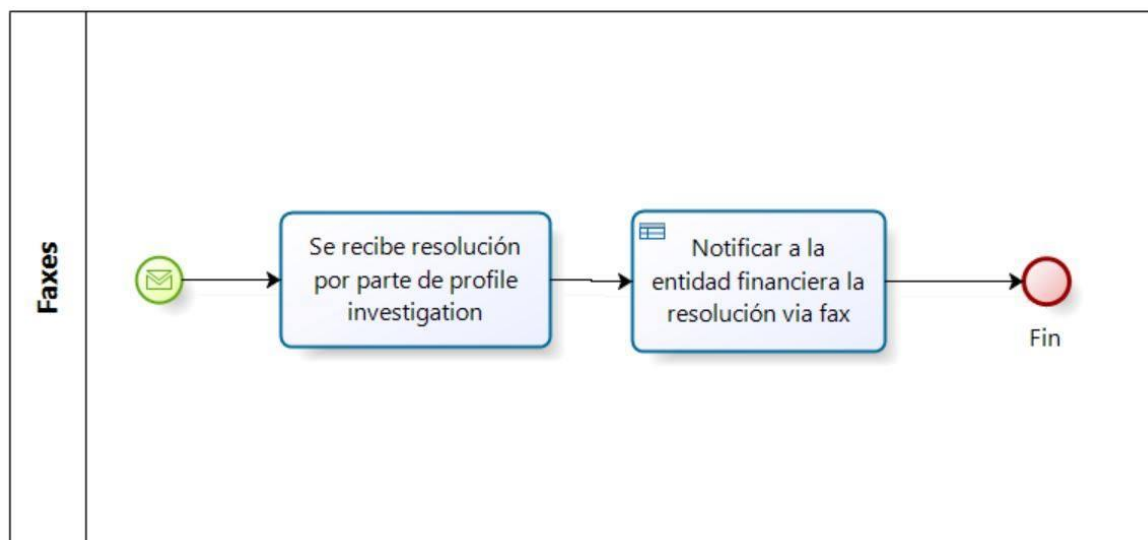 Faxes
Se recibe resolución
por parte de profile
investigation
Notificar a la
entidad financiera la
resolución via fax
Fin